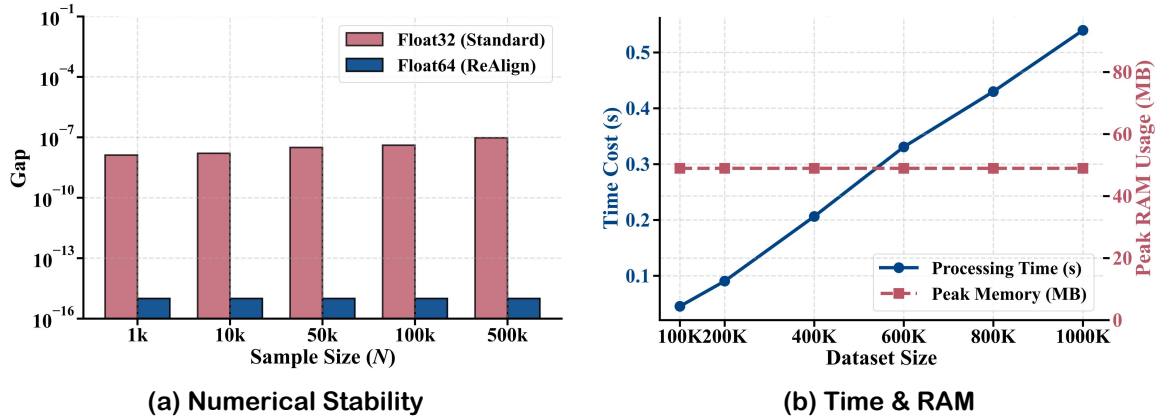 10⁻¹
10⁻⁴
10⁻⁷
10⁻¹⁰
10⁻¹³
10⁻¹⁶
Gap
Float32 (Standard)
Float64 (ReAlign)
1k
10k
50k
100k
500k
Sample Size (N)
(a) Numerical Stability
0.5
0.4
0.3
0.2
0.1
Time Cost (s)
80
60
40
20
0
Peak RAM Usage (MB)
Processing Time (s)
Peak Memory (MB)
100K
200K
400K
600K
800K
1000K
Dataset Size
(b) Time & RAM